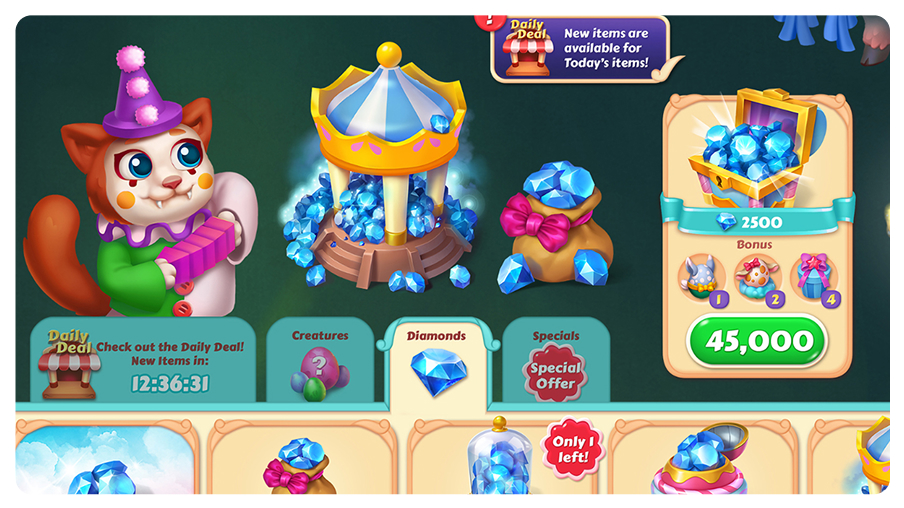 ?
Daily
Deal
New items are
available for
Today's items!
2500
Bonus
1
2
4
45,000
Daily
Deal
Check out the Daily Deal!
New Items in:
12:36:31
Creatures
?
Diamonds
Specials
Special
Offer
Only 1
left!